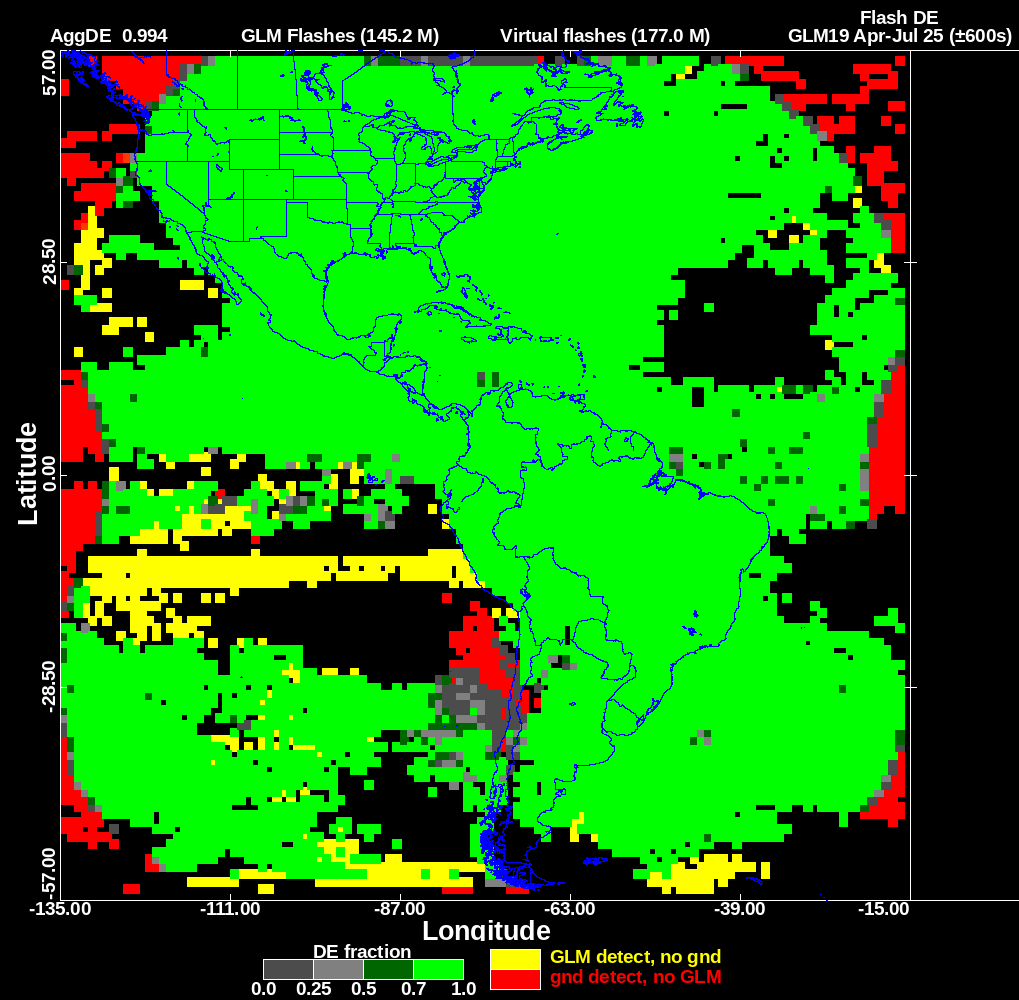 Flash DE
AggDE 0.994 GLM Flashes (145.2 M) Virtual flashes (177.0 M) GLM19 Apr-Jul 25 (±600s)
57.00
28.50
0.00
-28.50
-57.00
Latitude
-135.00 -111.00 -87.00 -63.00 -39.00 -15.00
Longitude
DE fraction
0.0 0.25 0.5 0.7 1.0
GLM detect, no gnd
gnd detect, no GLM